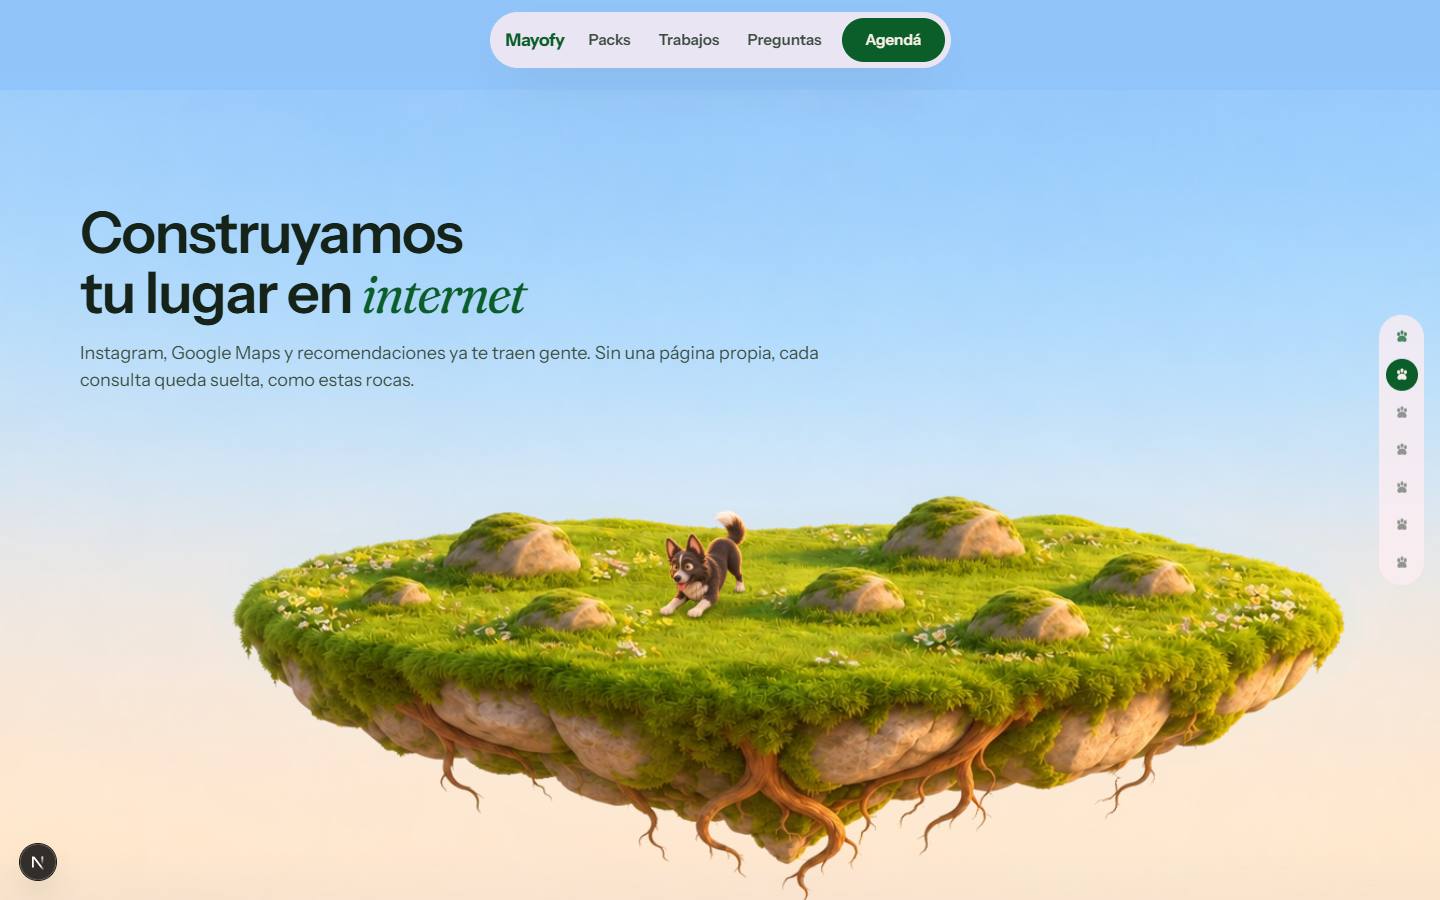 Mayofy Packs Trabajos Preguntas Agendá
Construyamos
tu lugar en internet
Instagram, Google Maps y recomendaciones ya te traen gente. Sin una página propia, cada
consulta queda suelta, como estas rocas.
N